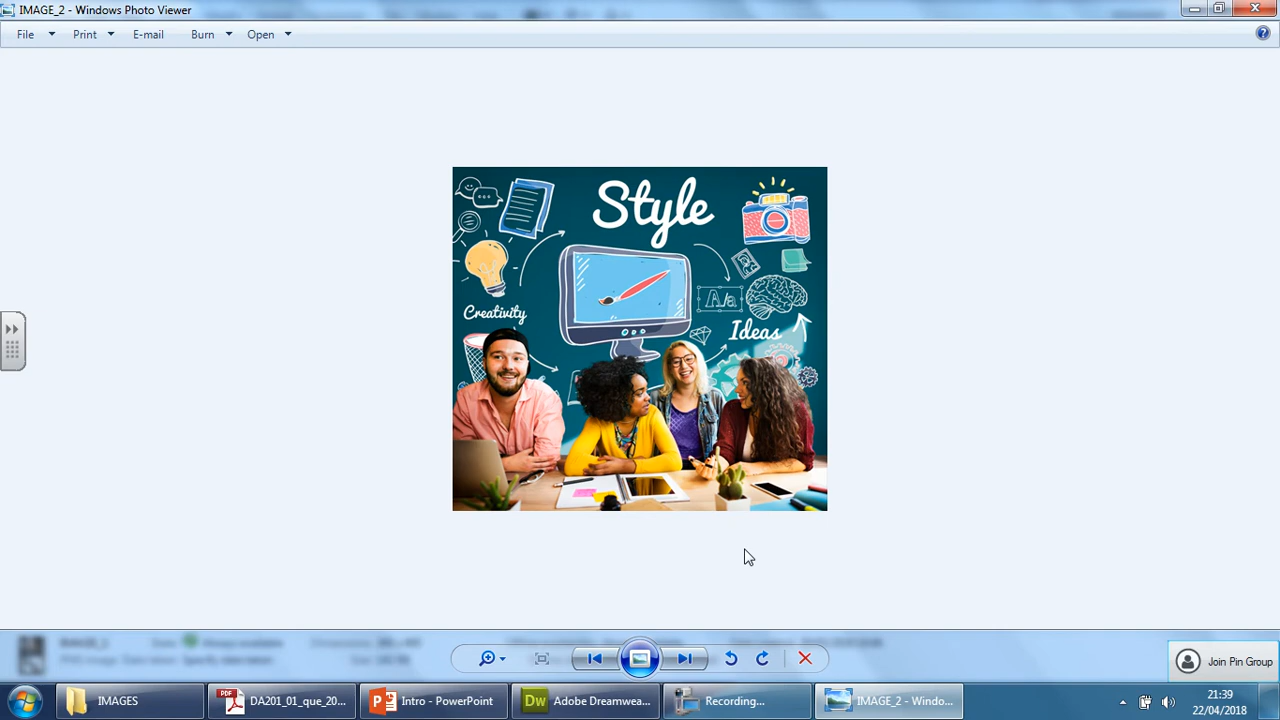 IMAGE_2 - Windows Photo Viewer
File Print E-mail Burn Open
Style
Aa
Creativity
Ideas
Join Pin Group
IMAGES
DA201_01_que_20...
Intro - PowerPoint
Adobe Dreamwea...
Recording...
IMAGE_2 - Windo...
21:39
22/04/2018